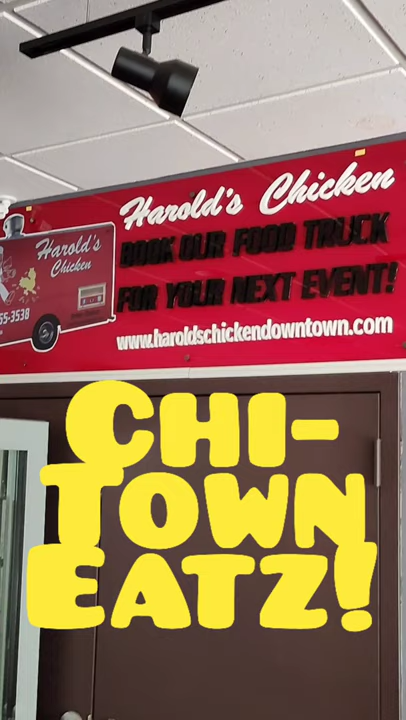 Harold's Chicken
BOOK OUR FOOD TRUCK
FOR YOUR NEXT EVENT!
www.haroldschickendowntown.com
Harold's
Chicken
55-3538
CHI-
TOWN
EATZ!